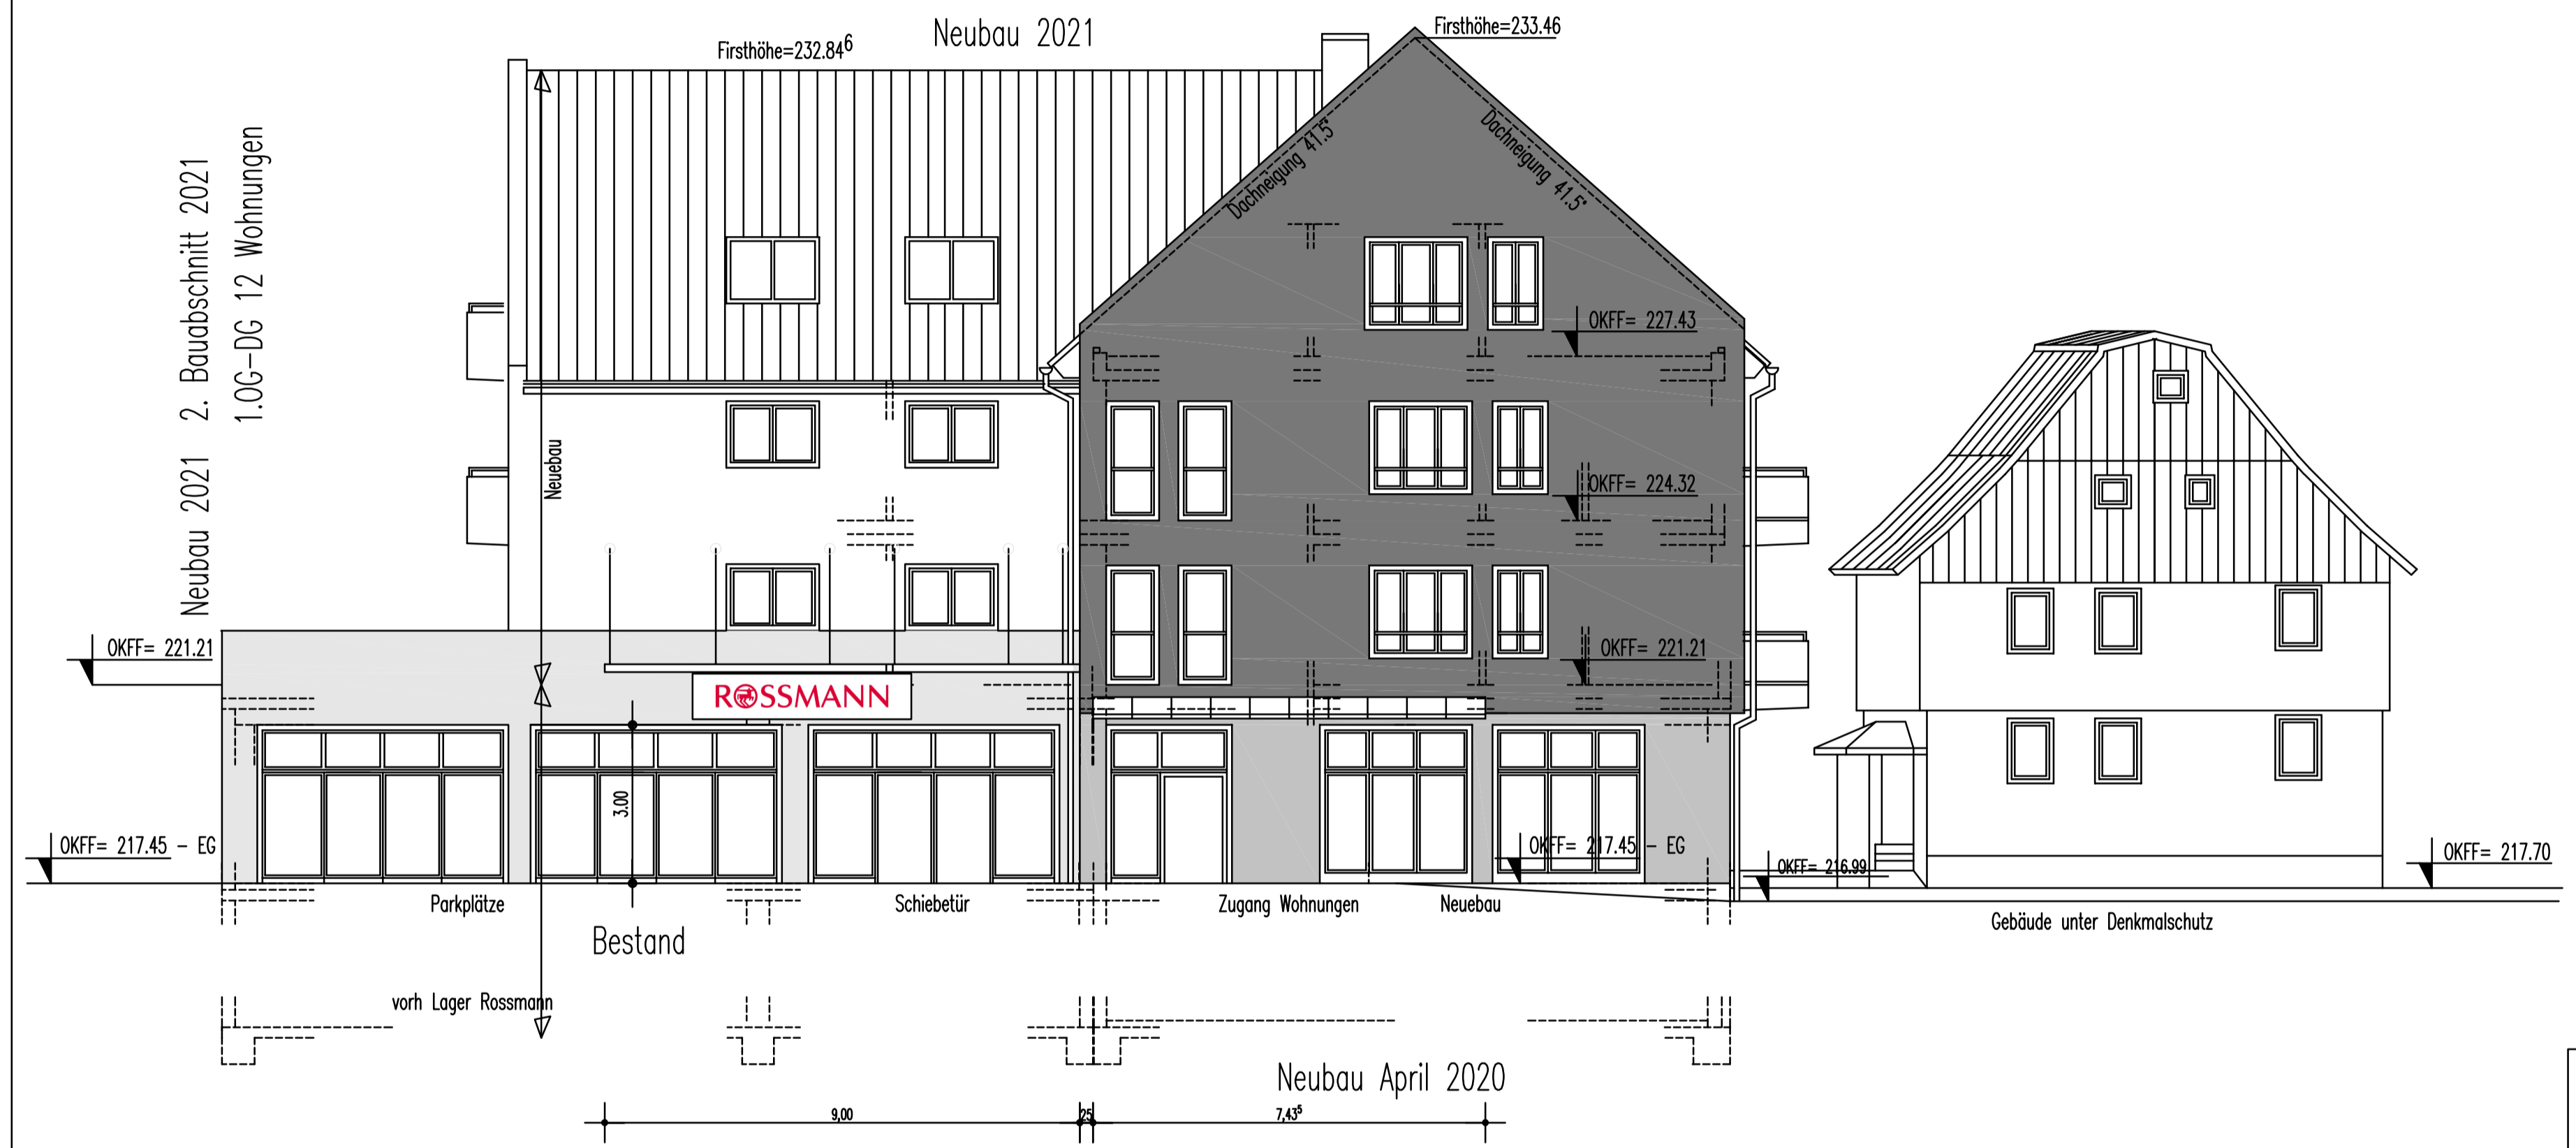 Neubau 2021
Firsthöhe=232.84⁶
Firsthöhe=233.46
Neubau 2021 2. Bauabschnitt 2021
1.OG-DG 12 Wohnungen
Dachneigung 41.5°
Dachneigung 41.5°
OKFF= 227.43
Neuebau
OKFF= 224.32
OKFF= 221.21
OKFF= 221.21
ROSSMANN
3.00
OKFF= 217.45 - EG
OKFF= 217.45 - EG
OKFF= 216.99
OKFF= 217.70
Parkplätze
Schiebetür
Zugang Wohnungen
Neuebau
Gebäude unter Denkmalschutz
Bestand
vorh Lager Rossmann
Neubau April 2020
9,00
25
7,43⁵